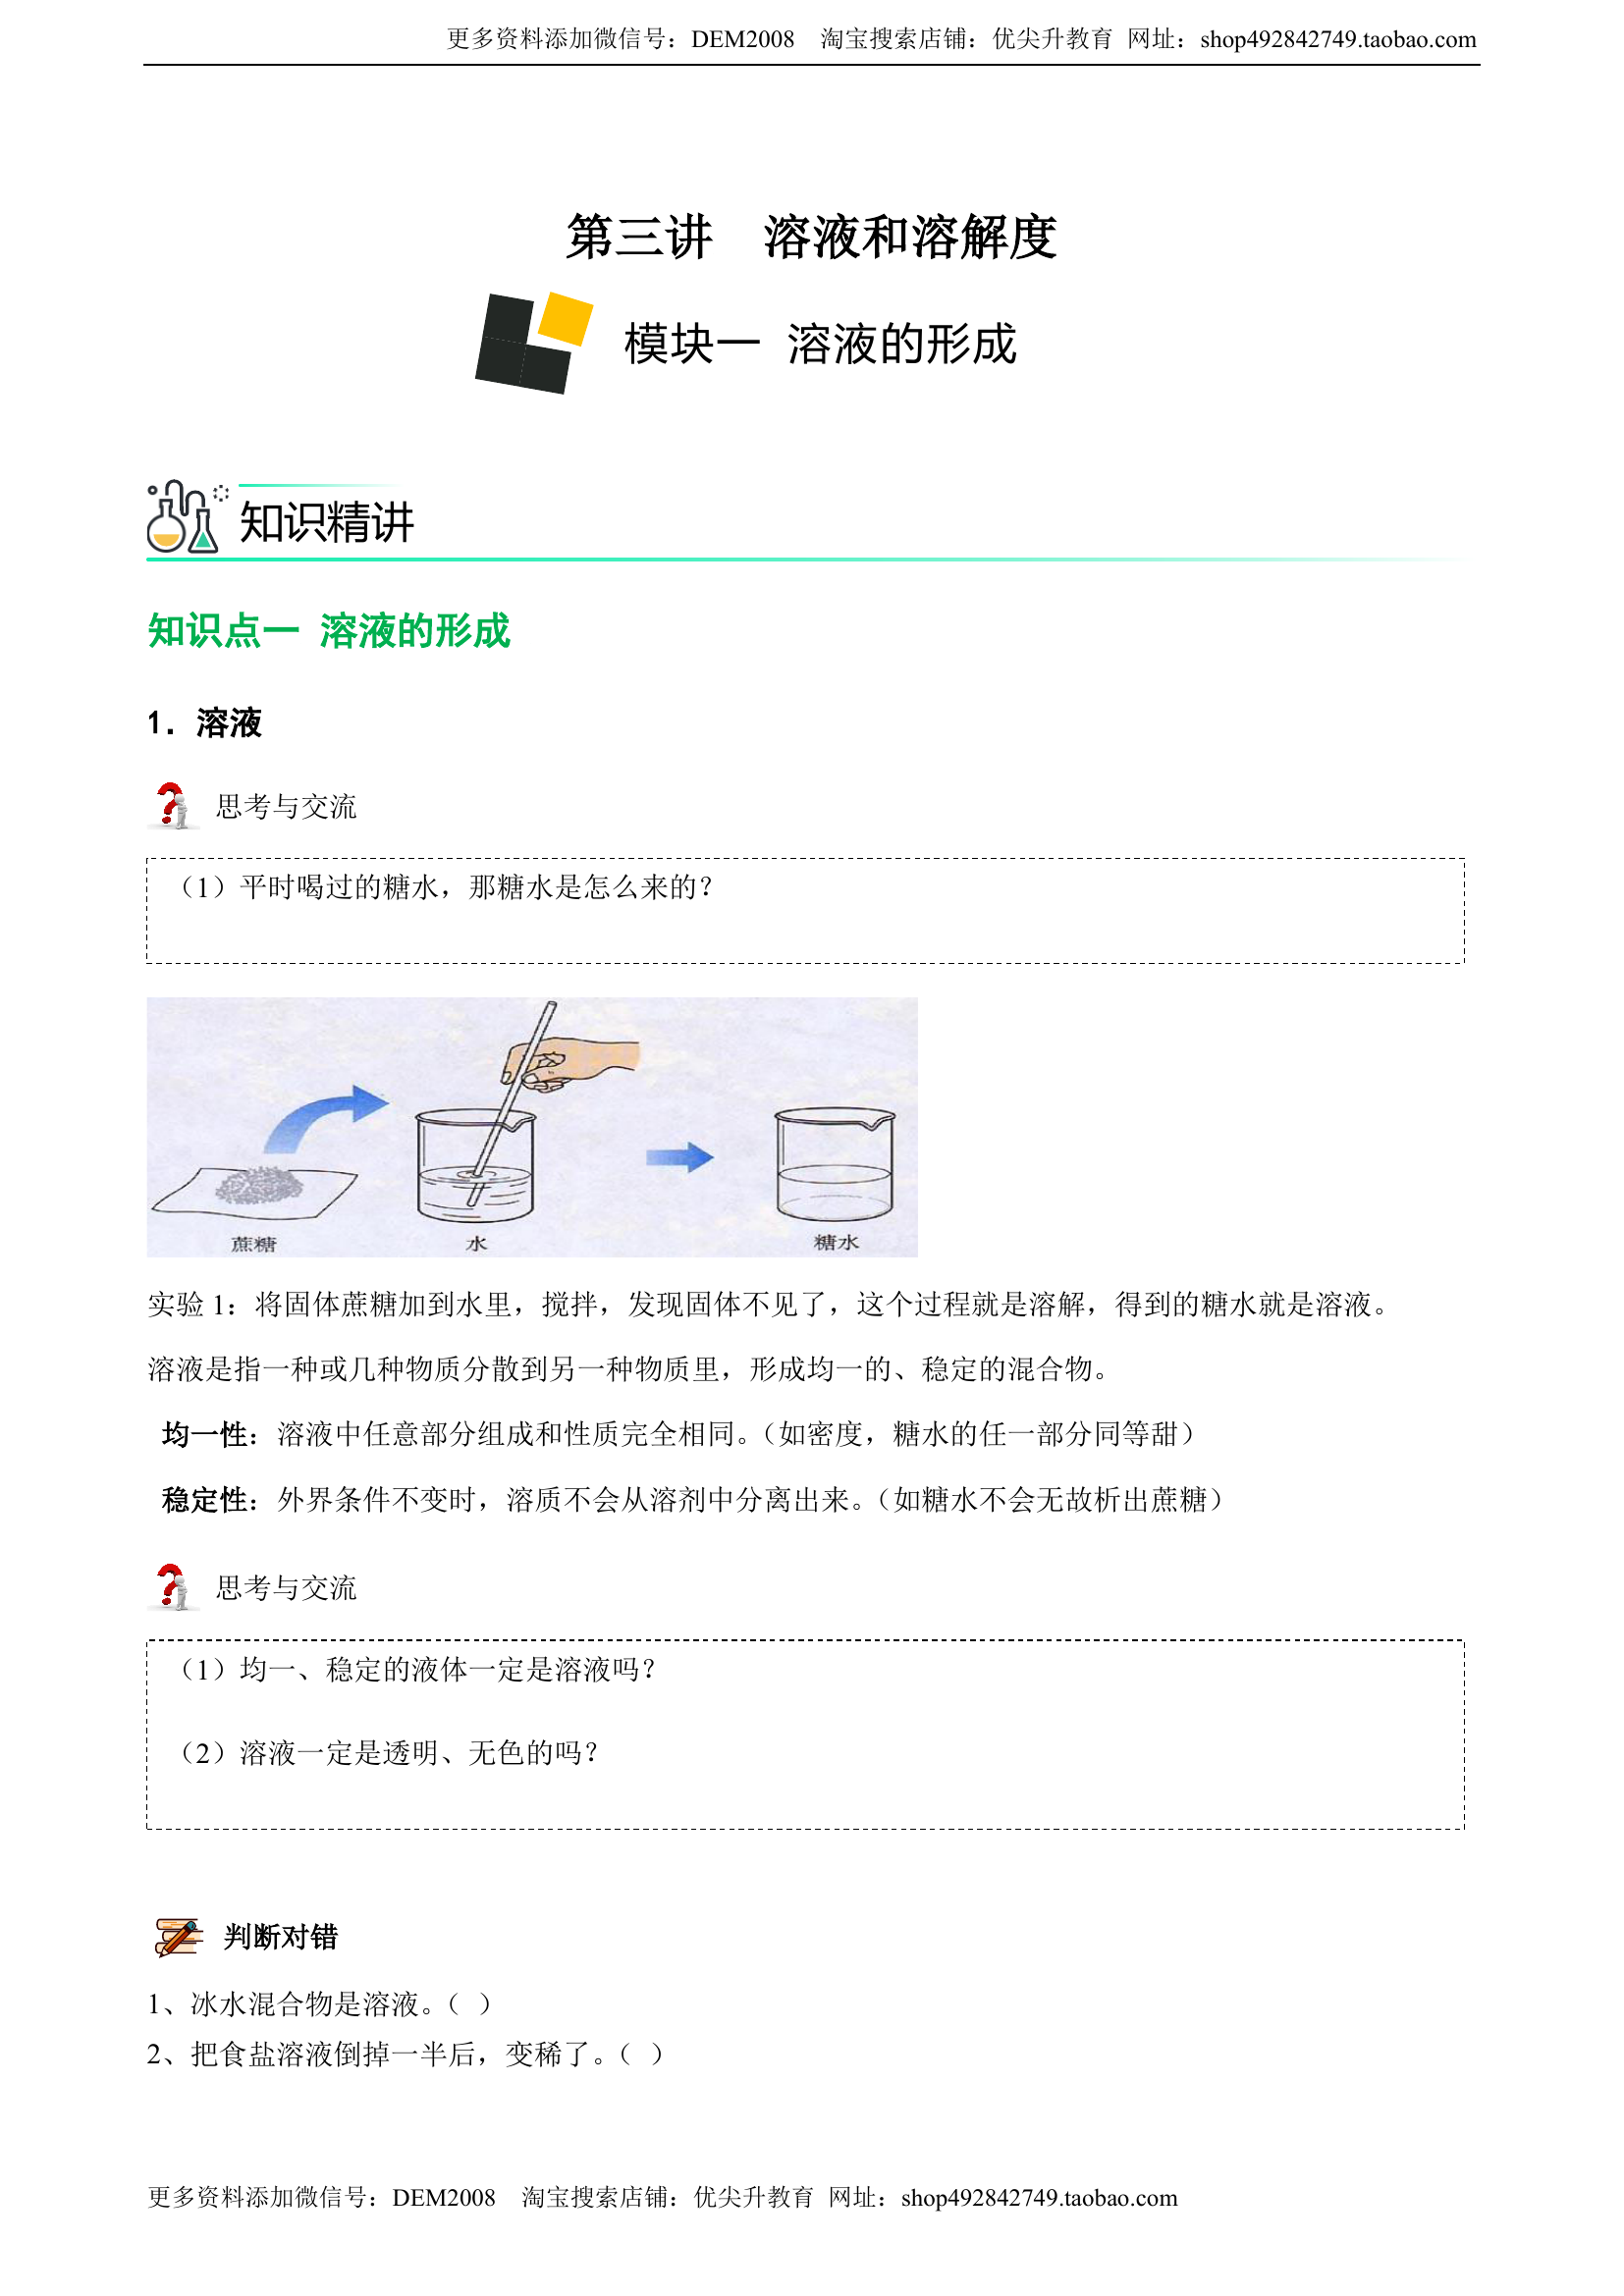 更多资料添加微信号：DEM2008  淘宝搜索店铺：优尖升教育 网址：shop492842749.taobao.com
第三讲  溶液和溶解度
模块一 溶液的形成
知识精讲
知识点一 溶液的形成
1．溶液
思考与交流
（1）平时喝过的糖水，那糖水是怎么来的？
蔗糖
水
糖水
实验 1：将固体蔗糖加到水里，搅拌，发现固体不见了，这个过程就是溶解，得到的糖水就是溶液。
溶液是指一种或几种物质分散到另一种物质里，形成均一的、稳定的混合物。
均一性：溶液中任意部分组成和性质完全相同。（如密度，糖水的任一部分同等甜）
稳定性：外界条件不变时，溶质不会从溶剂中分离出来。（如糖水不会无故析出蔗糖）
思考与交流
（1）均一、稳定的液体一定是溶液吗？
（2）溶液一定是透明、无色的吗？
判断对错
1、冰水混合物是溶液。（ ）
2、把食盐溶液倒掉一半后，变稀了。（ ）
更多资料添加微信号：DEM2008  淘宝搜索店铺：优尖升教育 网址：shop492842749.taobao.com